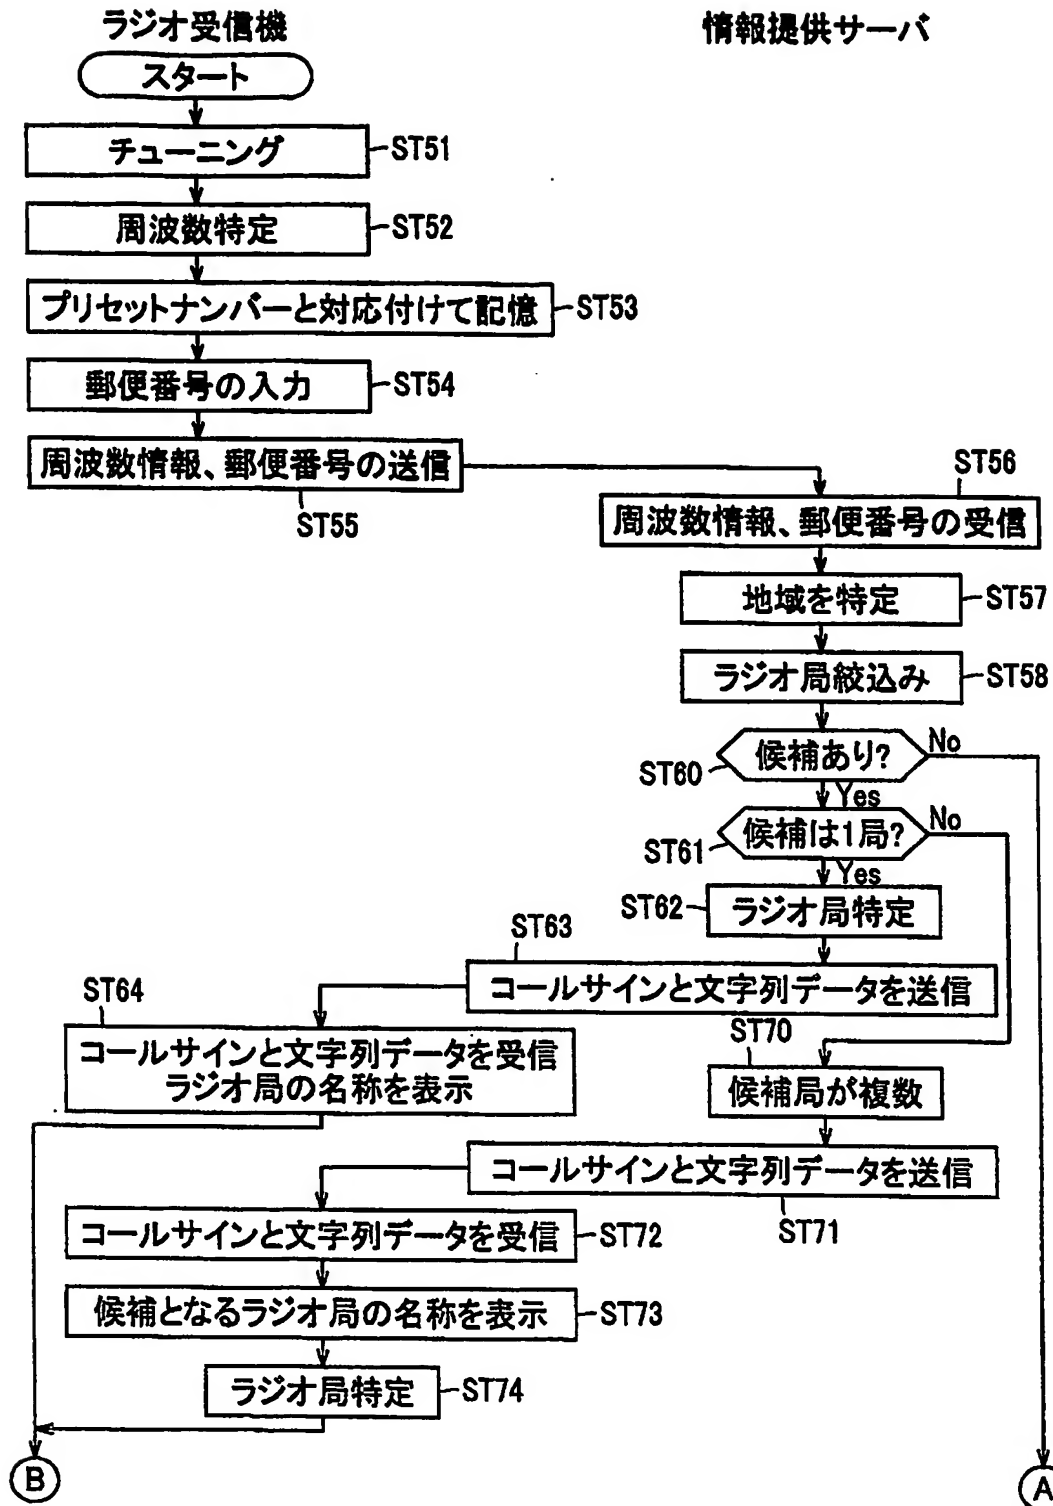 ラジオ受信機
情報提供サーバ
スタート
チューニング
ST51
周波数特定
ST52
プリセットナンバーと対応付けて記憶
ST53
郵便番号の入力
ST54
周波数情報、郵便番号の送信
ST55
ST56
周波数情報、郵便番号の受信
地域を特定
ST57
ラジオ局絞込み
ST58
候補あり?
No
ST60
Yes
候補は1局?
No
ST61
Yes
ST62
ラジオ局特定
ST63
コールサインと文字列データを送信
ST64
コールサインと文字列データを受信
ラジオ局の名称を表示
ST70
候補局が複数
コールサインと文字列データを送信
ST71
コールサインと文字列データを受信
ST72
候補となるラジオ局の名称を表示
ST73
ラジオ局特定
ST74
B
A